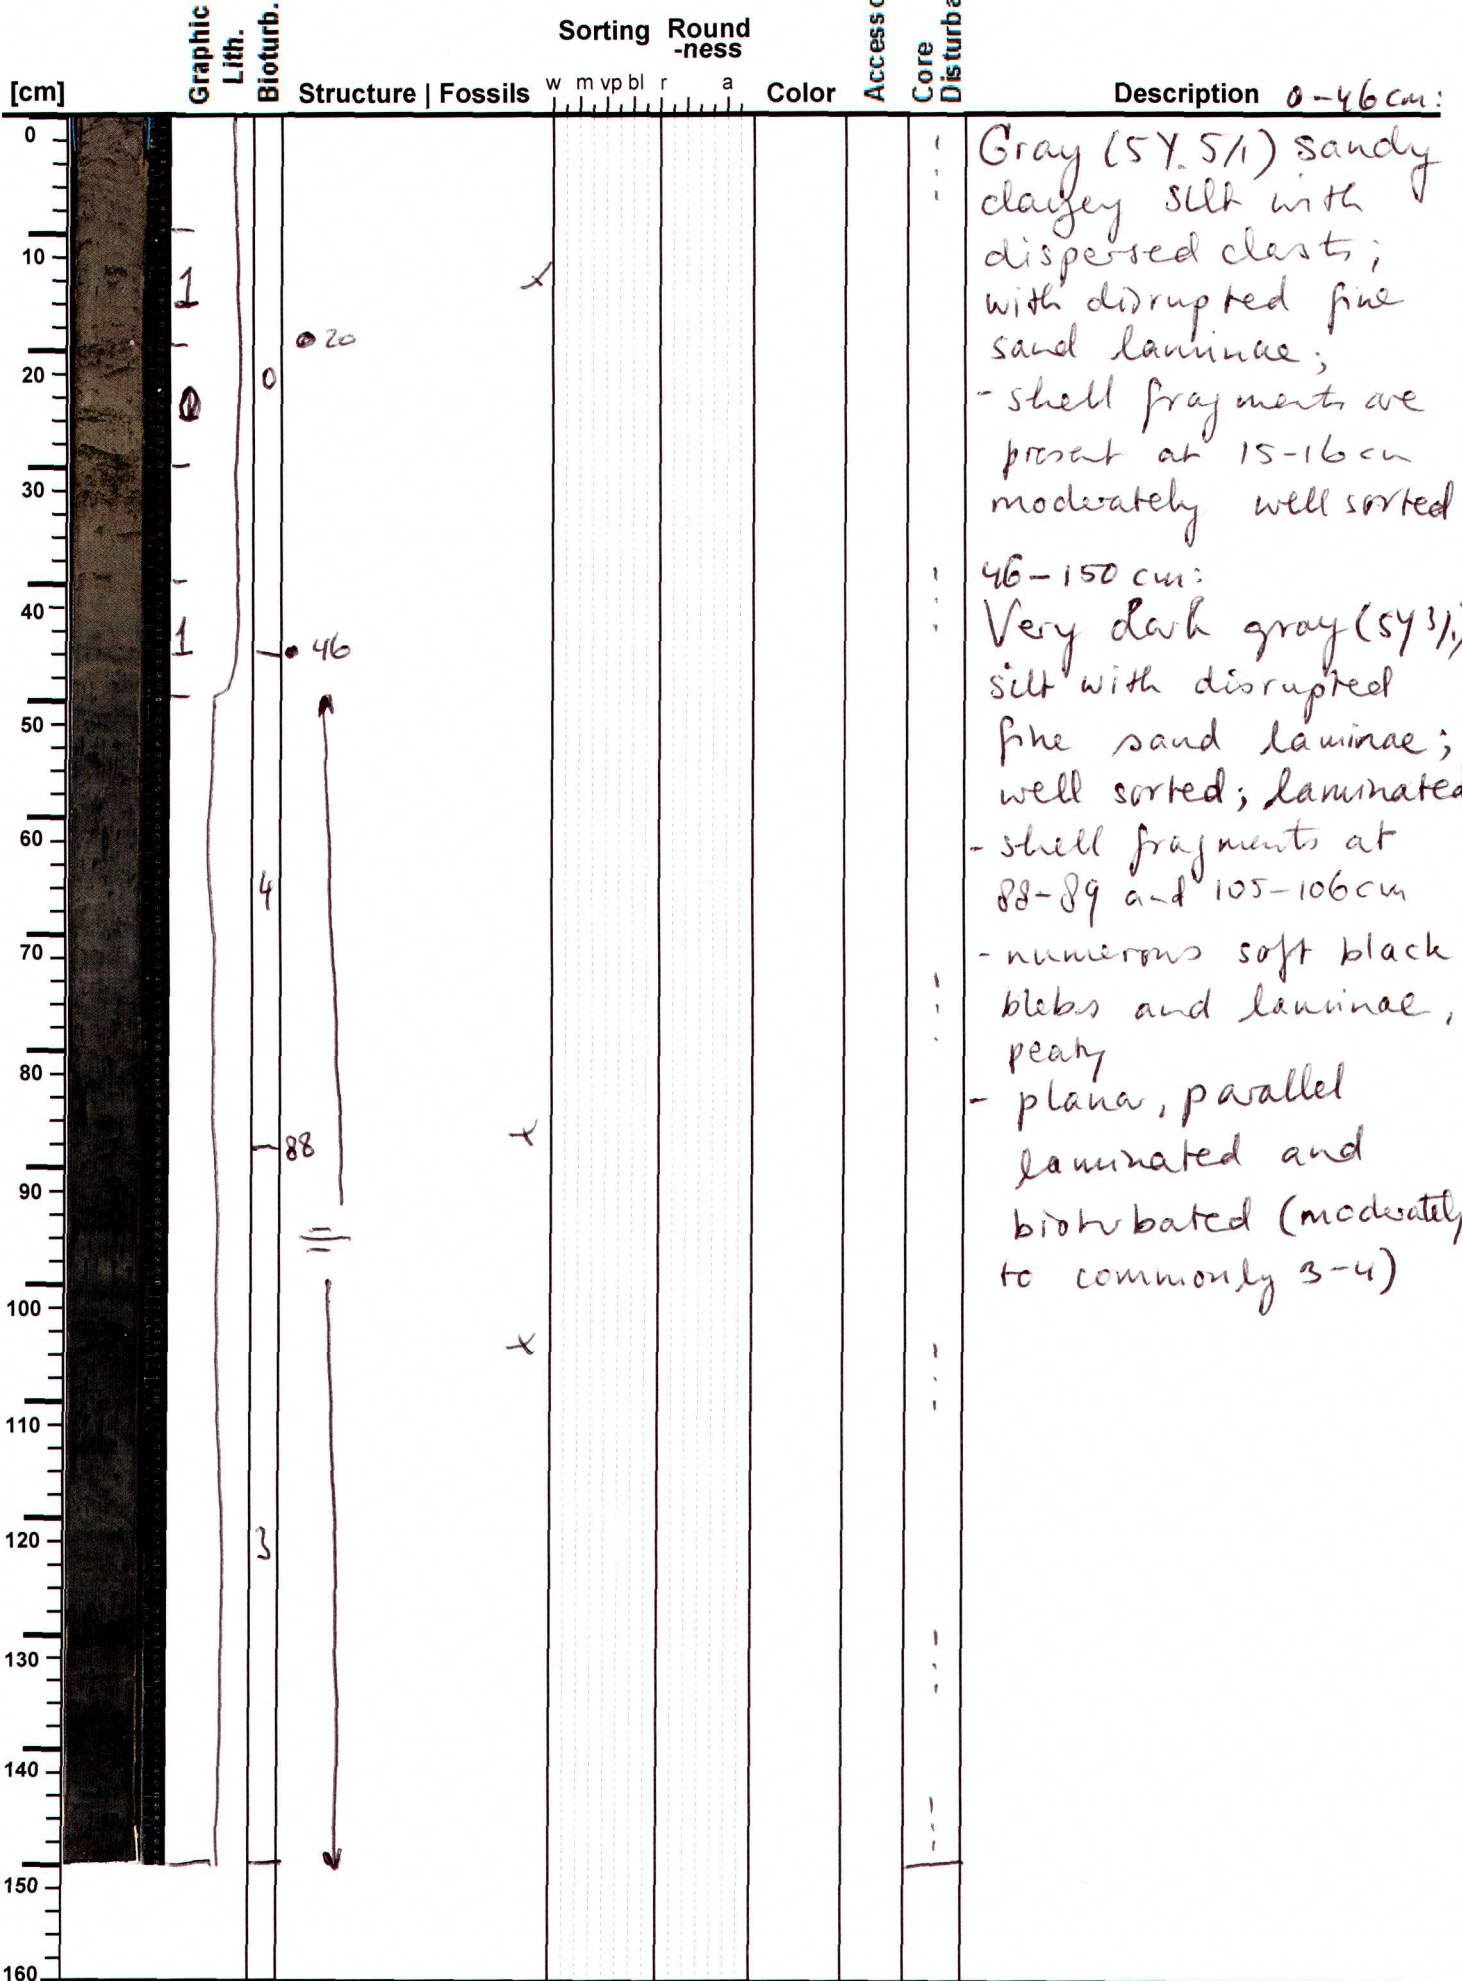 Graphic
Lith.
Bioturb.
Sorting Round
-ness
Accesso
Core
Disturba
[cm]
Structure | Fossils
w m vp bl r a
Color
Description 0-46 cm:
0
10
20
30
40
50
60
70
80
90
100
110
120
130
140
150
160
1
0
1
0
4
3
20
46
88
Gray (5Y 5/1) sandy
clayey silt with
dispersed clasts;
with disrupted fine
sand laminae;
- shell fragments are
present at 15-16 cm
moderately well sorted
46-150 cm:
Very dark gray (5Y 3/1)
silt with disrupted
fine sand laminae;
well sorted; laminated
- shell fragments at
88-89 and 105-106 cm
- numerous soft black
blebs and laminae,
peaty
- planar, parallel
laminated and
bioturbated (moderately
to commonly 3-4)